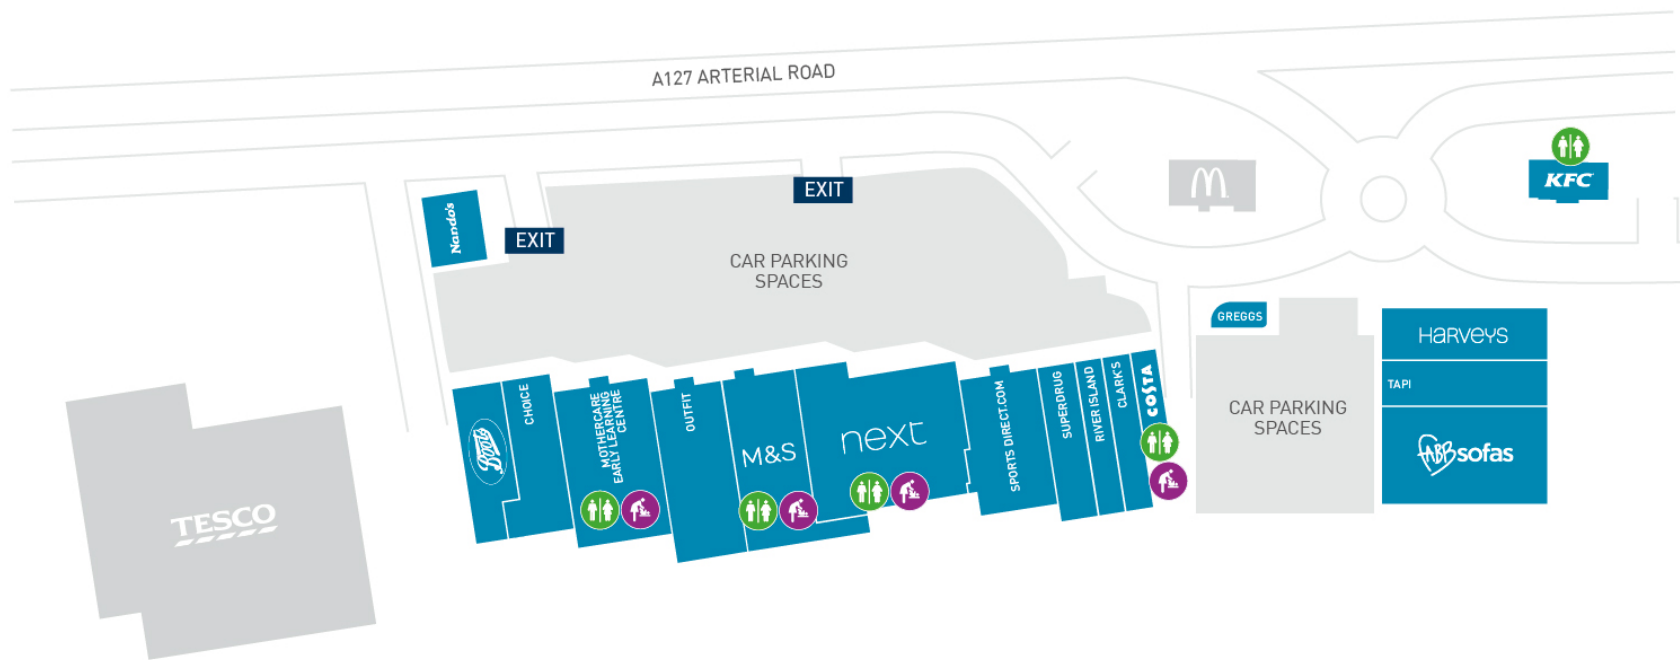 A127 ARTERIAL ROAD
KFC
EXIT
Nando's
EXIT
CAR PARKING
SPACES
GREGGS
HARVEYS
TAPI
FABB sofas
CAR PARKING
SPACES
Boots
CHOICE
MOTHERCARE
EARLY LEARNING
CENTRE
OUTFIT
M&S
next
SPORTS DIRECT.COM
SUPERDRUG
RIVER ISLAND
CLARK'S
COSTA
TESCO